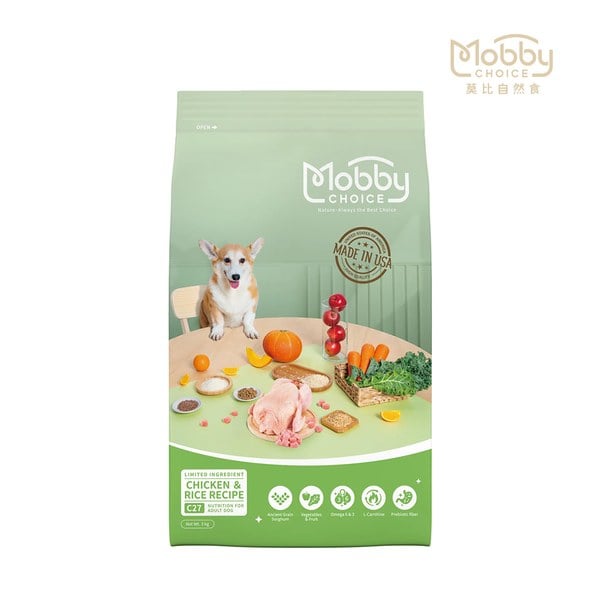 Mobby
CHOICE
莫比自然食
OPEN →
Mobby
CHOICE
Nature-Always the Best Choice
MADE IN USA
LIMITED INGREDIENT
CHICKEN &
RICE RECIPE
C27
NUTRITION FOR
ADULT DOG
Net Wt.
Ancient Grain
Sorghum
Vegetables
& Fruit
Omega 6 & 3
L-Carnitine
Prebiotic Fiber